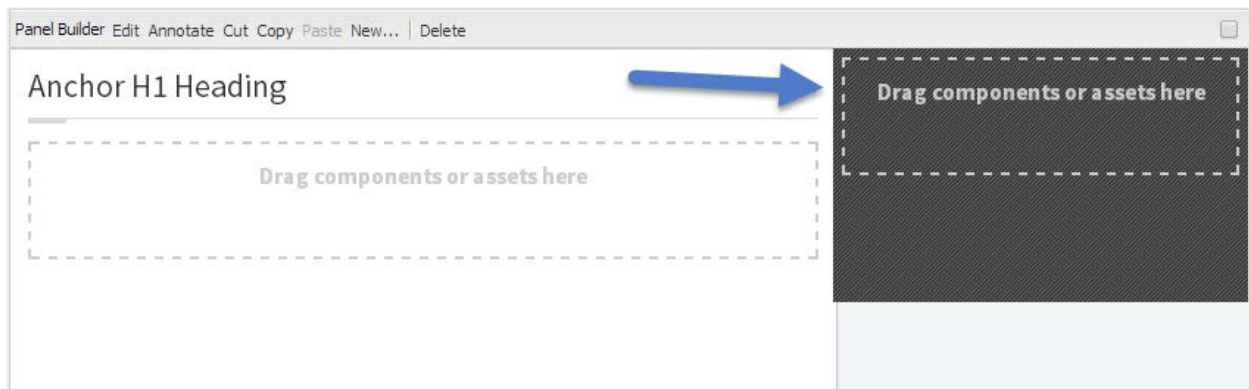 Panel Builder Edit Annotate Cut Copy Paste New... | Delete
Anchor H1 Heading
Drag components or assets here
Drag components or assets here